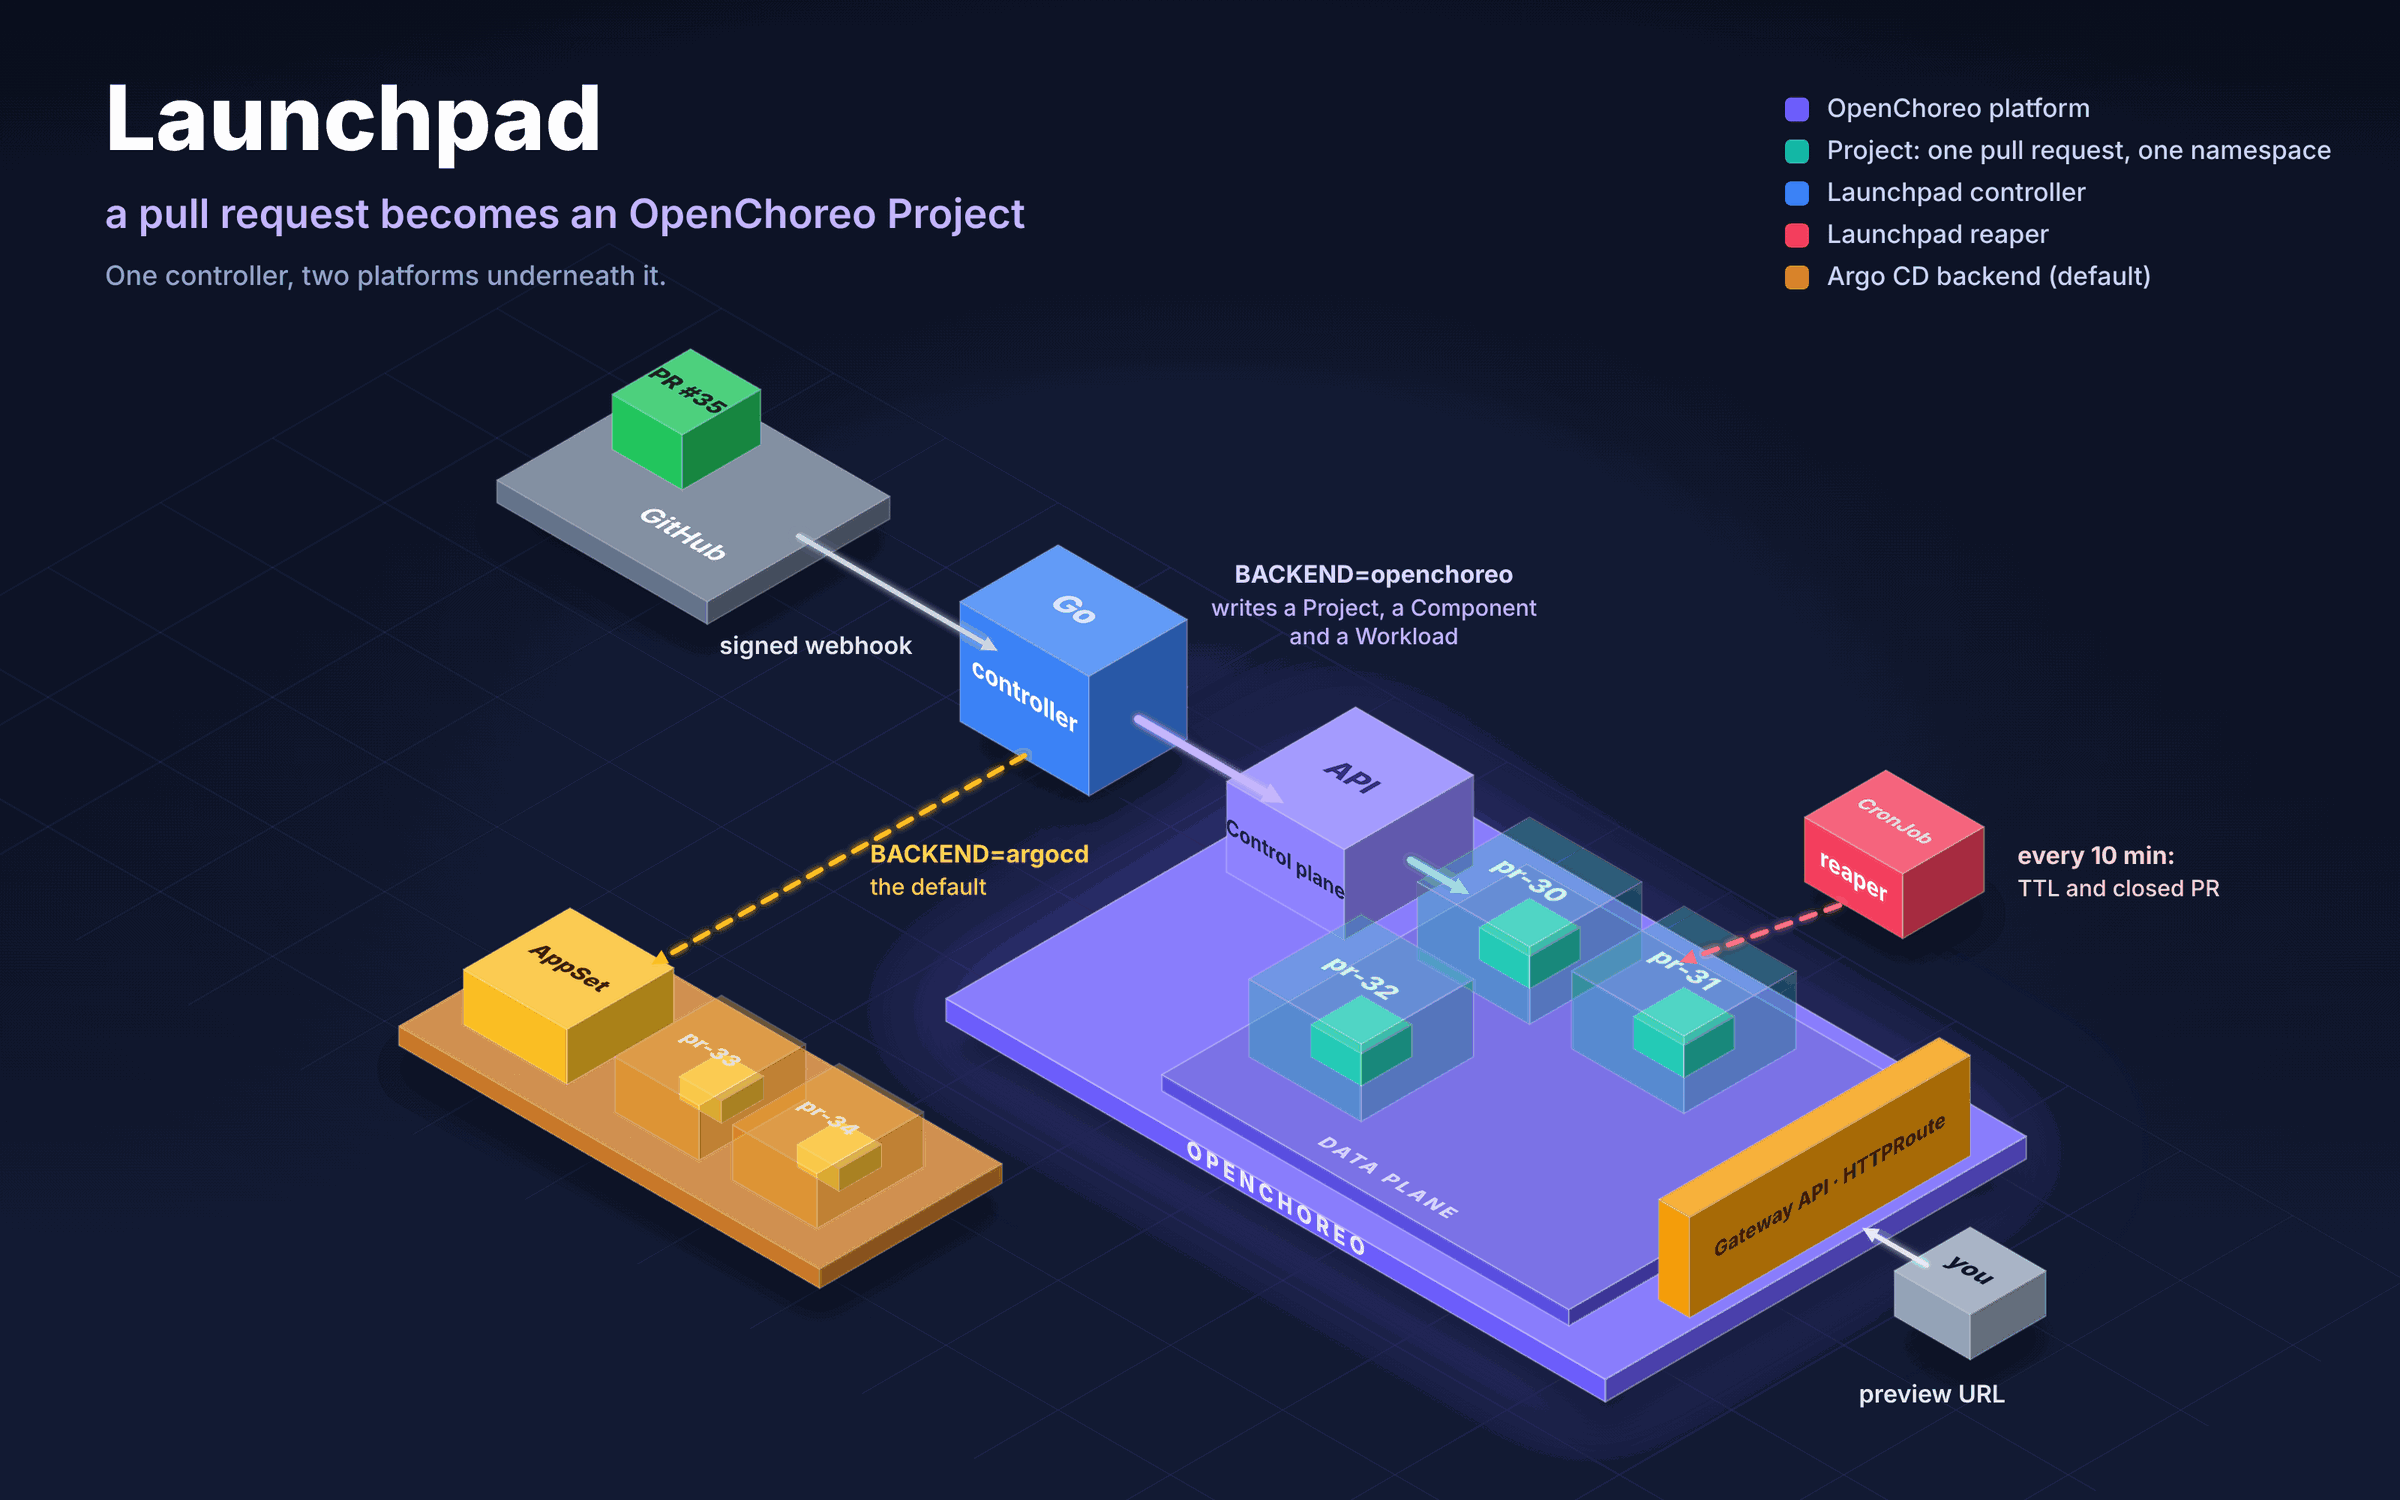 Launchpad
a pull request becomes an OpenChoreo Project
One controller, two platforms underneath it.
OpenChoreo platform
Project: one pull request, one namespace
Launchpad controller
Launchpad reaper
Argo CD backend (default)
PR #35
GitHub
signed webhook
Go
controller
BACKEND=openchoreo
writes a Project, a Component
and a Workload
API
Control plane
BACKEND=argocd
the default
AppSet
pr-33
pr-34
pr-30
pr-32
pr-31
CronJob
reaper
every 10 min:
TTL and closed PR
DATA PLANE
OPENCHOREO
Gateway API · HTTPRoute
you
preview URL